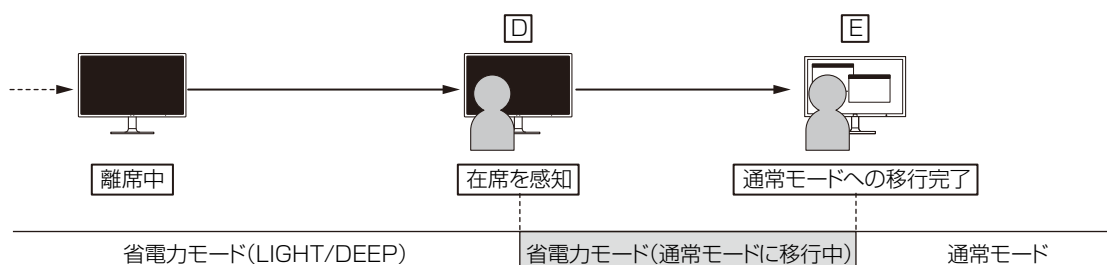 D
E
離席中
在席を感知
通常モードへの移行完了
省電力モード(LIGHT/DEEP)
省電力モード(通常モードに移行中)
通常モード